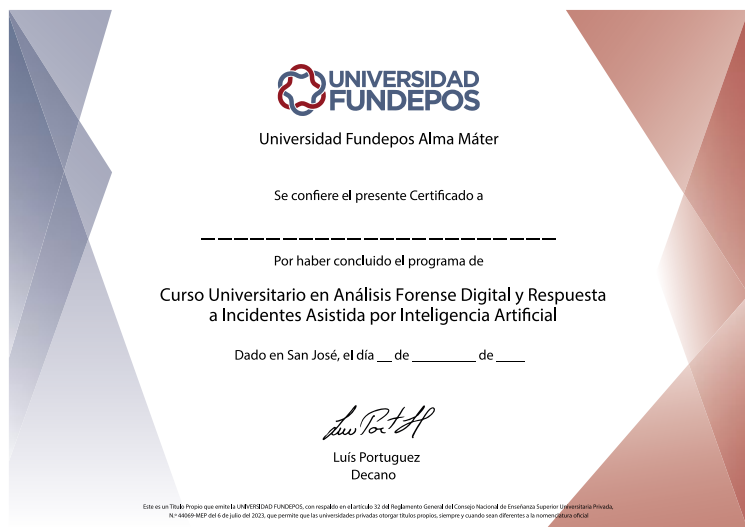 UNIVERSIDAD
FUNDEPOS
Universidad Fundepos Alma Máter
Se confiere el presente Certificado a
Por haber concluido el programa de
Curso Universitario en Análisis Forense Digital y Respuesta
a Incidentes Asistida por Inteligencia Artificial
Dado en San José, el día __ de ________ de ____
Luís Portuguez
Decano
Este es un Título Propio que emite la UNIVERSIDAD FUNDEPOS, con respaldo en el artículo 32 del Reglamento General del Consejo Nacional de Enseñanza Superior Universitaria Privada,
N.º 44069-MEP del 6 de julio del 2023, que permite que las universidades privadas otorgar títulos propios, siempre y cuando sean diferentes a la nomenclatura oficial